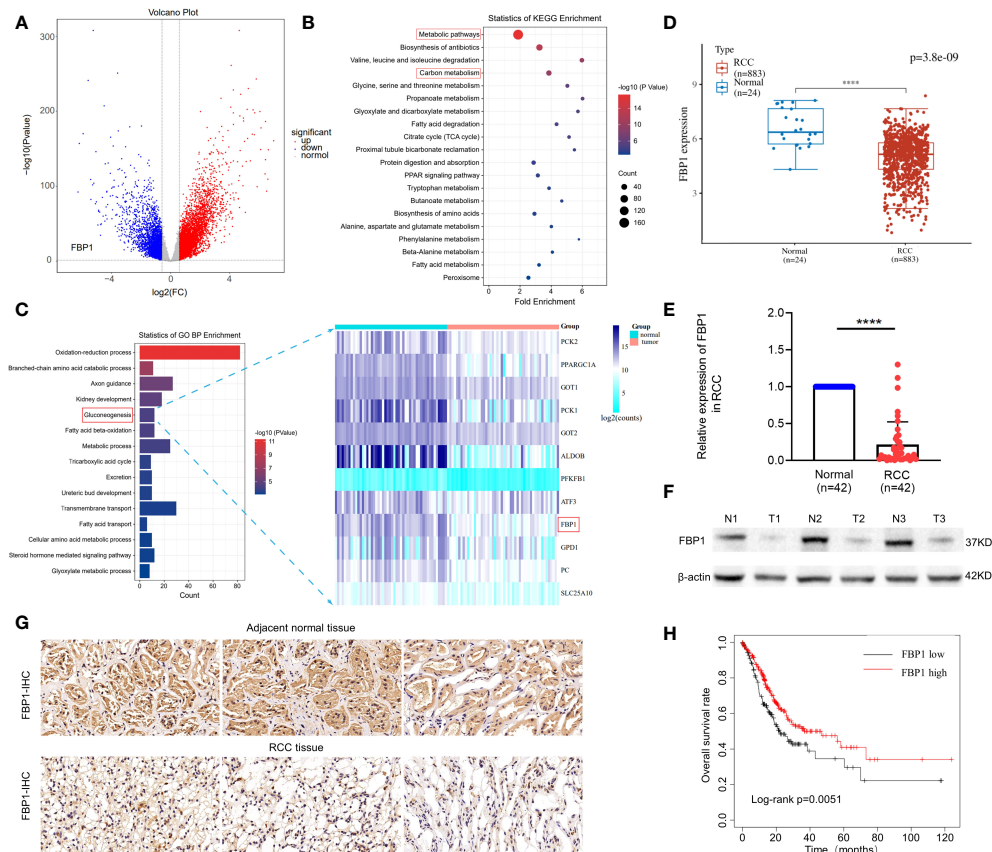 A
Volcano Plot
300
200
100
0
−log10(Pvalue)
FBP1
−4
0
4
log2(FC)
significant
up
down
normol
B
Statistics of KEGG Enrichment
Metabolic pathways
Biosynthesis of antibiotics
Valine, leucine and isoleucine degradation
Carbon metabolism
Glycine, serine and threonine metabolism
Propanoate metabolism
Glyoxylate and dicarboxylate metabolism
Fatty acid degradation
Citrate cycle (TCA cycle)
Proximal tubule bicarbonate reclamation
Protein digestion and absorption
PPAR signaling pathway
Tryptophan metabolism
Butanoate metabolism
Biosynthesis of amino acids
Alanine, aspartate and glutamate metabolism
Phenylalanine metabolism
Beta-Alanine metabolism
Fatty acid metabolism
Peroxisome
0
2
4
6
Fold Enrichment
-log10 (P Value)
14
10
6
2
Count
40
80
120
160
D
Type
RCC
(n=883)
Normal
(n=24)
p=3.8e-09
****
9
6
3
FBP1 expression
Normal
(n=24)
RCC
(n=883)
C
Statistics of GO BP Enrichment
Oxidation-reduction process
Branched-chain amino acid catabolic process
Axon guidance
Kidney development
Gluconeogenesis
Fatty acid beta-oxidation
Metabolic process
Tricarboxylic acid cycle
Excretion
Ureteric bud development
Transmembrane transport
Fatty acid transport
Cellular amino acid metabolic process
Steroid hormone mediated signaling pathway
Glyoxylate metabolic process
0
20
40
60
80
Count
-log10 (PValue)
11
9
7
5
Group
PCK2
PPARGC1A
GOT1
PCK1
GOT2
ALDOB
PFKFB1
ATF3
FBP1
GPD1
PC
SLC25A10
Group
normal
tumor
15
10
5
log2(counts)
E
Relative expression of FBP1
in RCC
2.0
1.5
1.0
0.5
0.0
****
Normal
(n=42)
RCC
(n=42)
F
N1
T1
N2
T2
N3
T3
FBP1
37KD
β-actin
42KD
G
Adjacent normal tissue
FBP1-IHC
RCC tissue
FBP1-IHC
H
FBP1 low
FBP1 high
Overall survival rate
1.0
0.8
0.6
0.4
0.2
0.0
Log-rank p=0.0051
0
20
40
60
80
100
120
Time（months）